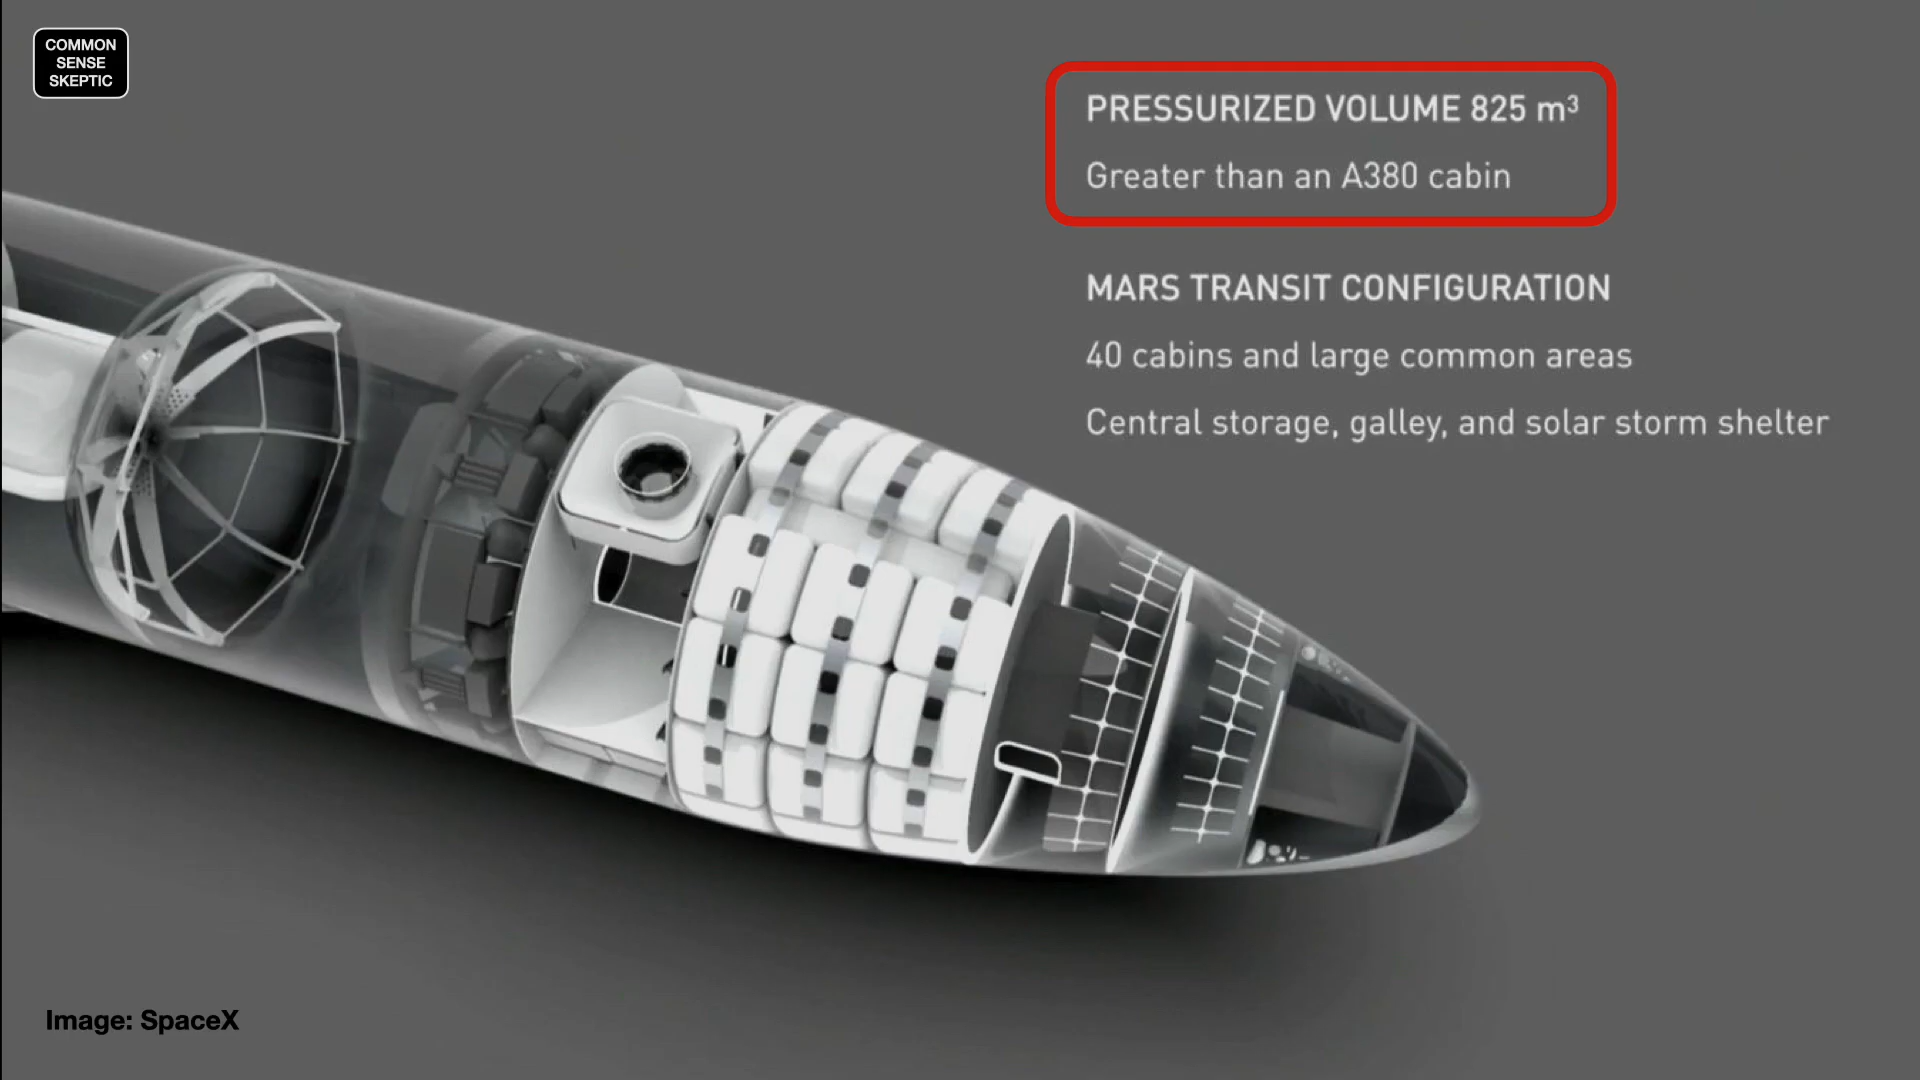 COMMON
SENSE
SKEPTIC
PRESSURIZED VOLUME 825 m³
Greater than an A380 cabin
MARS TRANSIT CONFIGURATION
40 cabins and large common areas
Central storage, galley, and solar storm shelter
Image: SpaceX